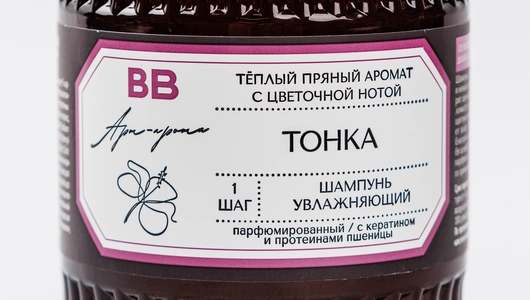 BB
ТЁПЛЫЙ ПРЯНЫЙ АРОМАТ
С ЦВЕТОЧНОЙ НОТОЙ
ТОНКА
1
ШАГ
ШАМПУНЬ
УВЛАЖНЯЮЩИЙ
парфюмированный / с кератином
и протеинами пшеницы